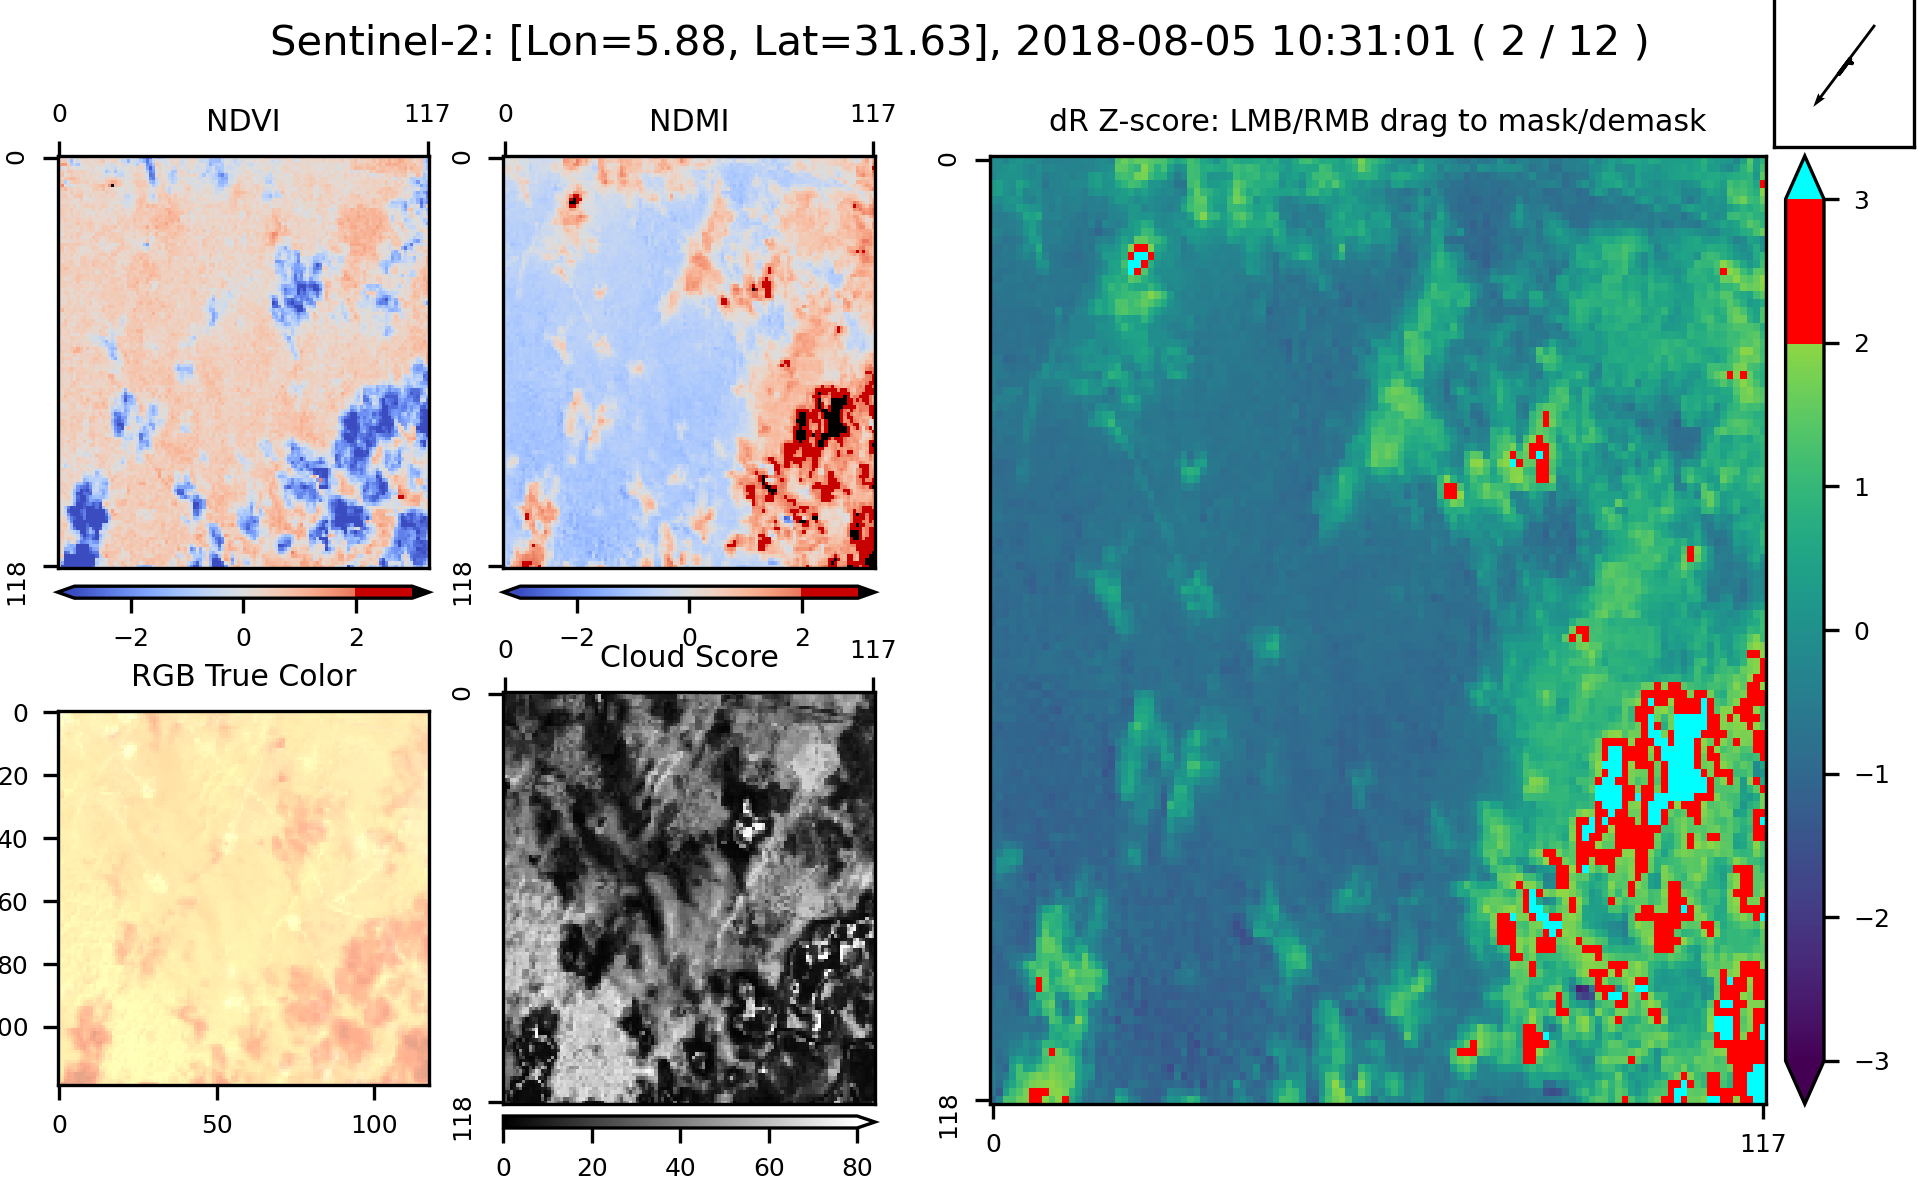 Sentinel-2: [Lon=5.88, Lat=31.63], 2018-08-05 10:31:01 ( 2 / 12 )
0 NDVI 117
0
118
−2 0 2
0 NDMI 117
0
118
−2 0 2
dR Z-score: LMB/RMB drag to mask/demask
0
118
0 117
3
2
1
0
−1
−2
−3
RGB True Color
0
20
40
60
80
00
0 50 100
0 Cloud Score 117
0
118
0 20 40 60 80